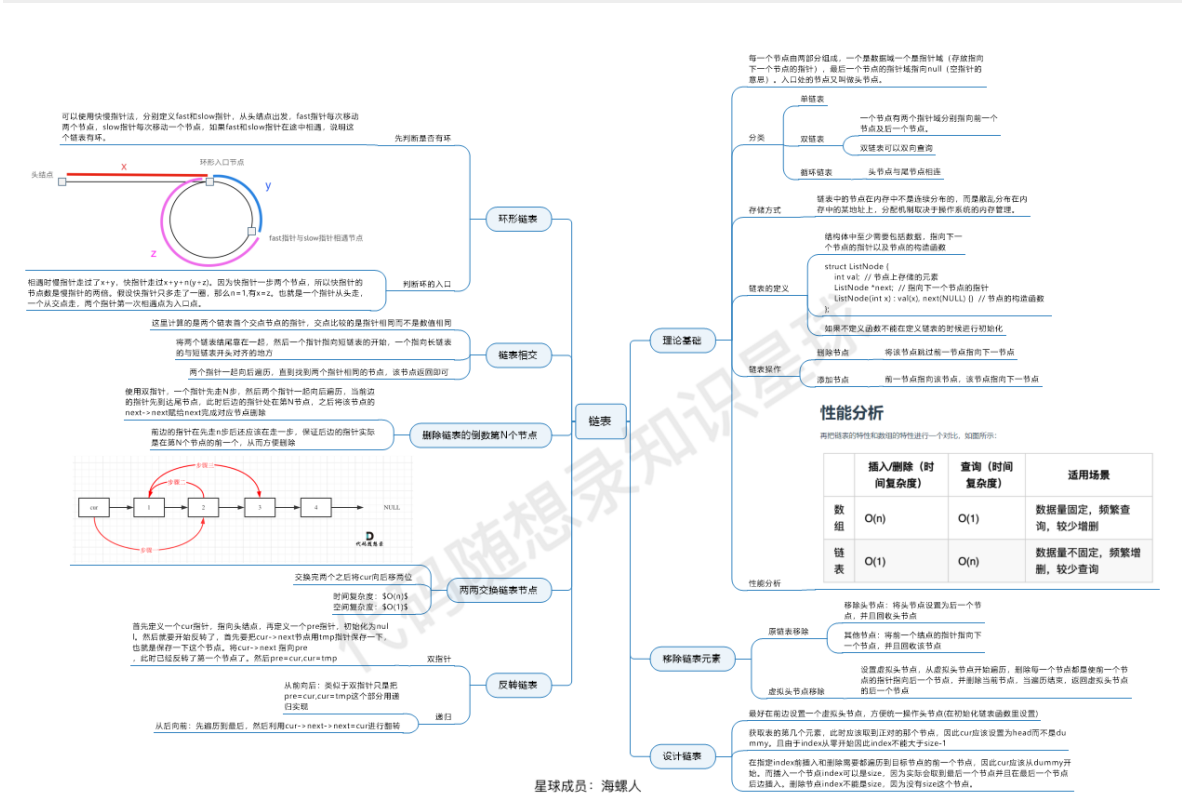 每一个节点由两部分组成，一个是数据域一个是指针域（存放指向
下一个节点的指针），最后一个节点的指针域指向null（空指针的
意思）。入口处的节点又叫做头节点。
单链表
分类
一个节点有两个指针域分别指向前一个
节点及后一个节点。
双链表
双链表可以双向查询
循环链表
头节点与尾节点相连
存储方式
链表中的节点在内存中不是连续分布的，而是散乱分布在内
存中的某地址上，分配机制取决于操作系统的内存管理。
结构体中至少需要包括数据，指向下一
个节点的指针以及节点的构造函数
链表的定义
struct ListNode {
int val; // 节点上存储的元素
ListNode *next; // 指向下一个节点的指针
ListNode(int x) : val(x), next(NULL) {} // 节点的构造函数
};
如果不定义函数不能在定义链表的时候运行初始化
理论基础
链表操作
删除节点
将该节点跳过前一节点指向下一节点
添加节点
前一节点指向该节点，该节点指向下一节点
性能分析
再把链表的特性和数组的特性进行一个对比，如图所示：
插入/删除（时
间复杂度）
查询（时间
复杂度）
适用场景
数
组
O(n)
O(1)
数据量固定，频繁查
询，较少增删
链
表
O(1)
O(n)
数据量不固定，频繁增
删，较少查询
性能分析
链表
移除链表元素
原链表移除
移除头节点：将头节点设置为后一个节
点，并且回收头节点
其他节点：将前一个结点的指针指向下
一个节点，并且回收该节点
虚拟头节点移除
设置虚拟头节点，从虚拟头节点开始遍历，删除每一个节点都是使前一个节
点的指针指向后一个节点，并删除当前节点，当遍历结束，返回虚拟头节点
的后一个节点
设计链表
最好在前边设置一个虚拟头节点，方便统一操作头节点(在初始化链表函数里设置)
获取表的第几个元素，此时应该取到正对的那个节点，因此cur应该设置为head而不是du
mmy。且由于index从零开始因此index不能大于size-1
在指定index前插入和删除需要都遍历到目标节点的前一个节点，因此cur应该从dummy开
始。而插入一个节点index可以是size，因为实际会取到最后一个节点并且在最后一个节点
后边插入。删除节点index不能是size，因为没有size这个节点。
环形链表
先判断是否有环
可以使用快慢指针法，分别定义fast和slow指针，从头结点出发，fast指针每次移动
两个节点，slow指针每次移动一个节点，如果fast和slow指针在途中相遇，说明这
个链表有环。
头结点
x
环形入口节点
y
fast指针与slow指针相遇节点
z
判断环的入口
相遇时慢指针走过了x+y，快指针走过x+y+n(y+z)。因为快指针一步两个节点，所以快指针的
节点数是慢指针的两倍。假设快指针只多走了一圈，那么n=1,有x=z。也就是一个指针从头走，
一个从交点走，两个指针第一次相遇点为入口点。
链表相交
这里计算的是两个链表首个交点节点的指针，交点比较的是指针相同而不是数值相同
将两个链表结尾靠在一起，然后一个指针指向短链表的开始，一个指向长链表
的与短链表开头对齐的地方
两个指针一起向后遍历，直到找到两个指针相同的节点，该节点返回即可
删除链表的倒数第N个节点
使用双指针，一个指针先走N步，然后两个指针一起向后遍历，当前边
的指针先到达尾节点，此时后边的指针处在第N节点，之后将该节点的
next->next赋给next完成对应节点删除
前边的指针在先走n步后还应该在走一步，保证后边的指针实际
是在第N个节点的前一个，从而方便删除
步骤三
步骤二
cur
1
2
3
4
NULL
步骤一
代码随想录
两两交换链表节点
交换完两个之后将cur向后移两位
时间复杂度：$O(n)$
空间复杂度：$O(1)$
反转链表
双指针
首先定义一个cur指针，指向头结点，再定义一个pre指针，初始化为nul
l。然后就要开始反转了，首先要把cur->next节点用tmp指针保存一下，
也就是保存一下这个节点。将cur->next 指向pre
，此时已经反转了第一个节点了。然后pre=cur,cur=tmp
递归
从前向后：类似于双指针只是把
pre=cur,cur=tmp这个部分用递
归实现
从后向前：先遍历到最后，然后利用cur->next->next=cur进行翻转
代码随想录知识星球
星球成员：海螺人